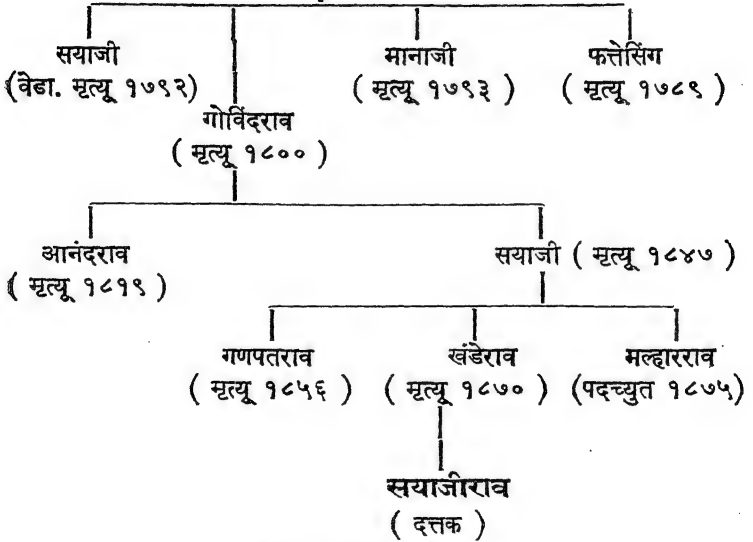 सयाजी मानाजी फत्तेसिंग
(वेडा. मृत्यू १७९२) ( मृत्यू १७९३ ) ( मृत्यू १७८९ )
गोविंदराव
( मृत्यू १८०० )
आनंदराव सयाजी ( मृत्यू १८४७ )
( मृत्यू १८१९ )
गणपतराव खंडेराव मल्हारराव
( मृत्यू १८५६ ) ( मृत्यू १८७० ) (पदच्युत १८७५)
सयाजीराव
( दत्तक )